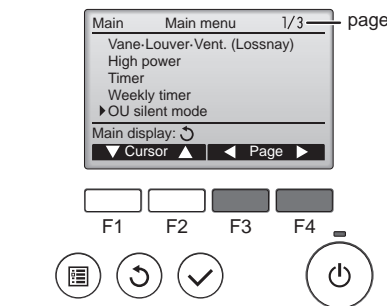 Main Main menu 1/3 page
Vane·Louver·Vent. (Lossnay)
High power
Timer
Weekly timer
OU silent mode
Main display:
Cursor Page
F1 F2 F3 F4